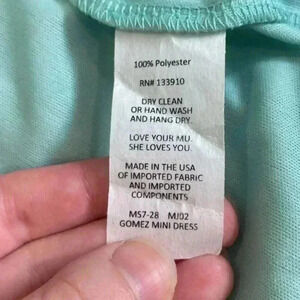 100% Polyester
RN# 133910
DRY CLEAN
OR HAND WASH
AND HANG DRY.
LOVE YOUR MU.
SHE LOVES YOU.
MADE IN THE USA
OF IMPORTED FABRIC
AND IMPORTED
COMPONENTS
MS7-28 MJ02
GOMEZ MINI DRESS